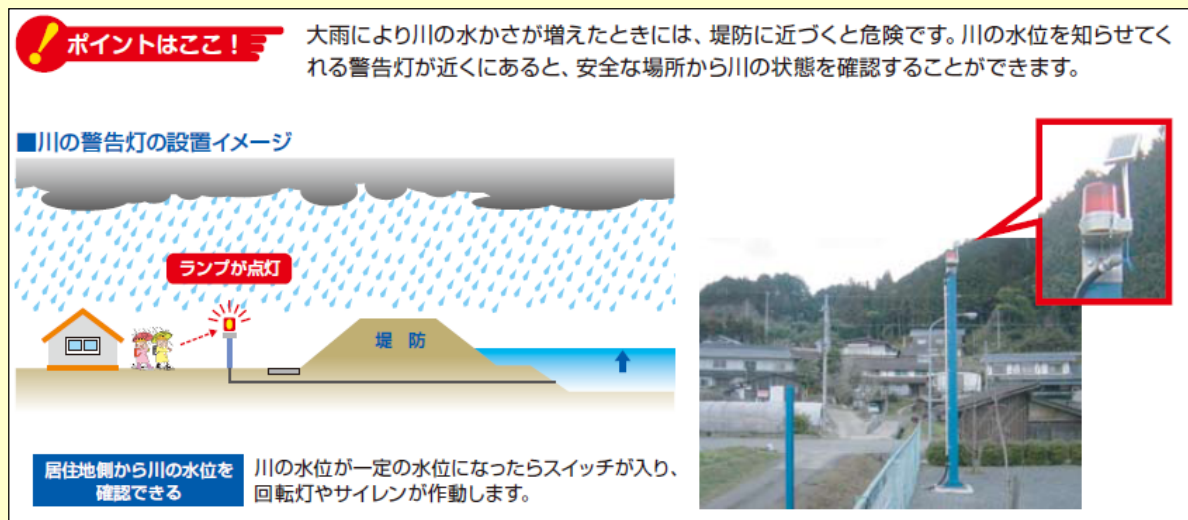 ポイントはここ！
大雨により川の水かさが増えたときには、堤防に近づくと危険です。川の水位を知らせてく
れる警告灯が近くにあると、安全な場所から川の状態を確認することができます。
■川の警告灯の設置イメージ
ランプが点灯
堤 防
居住地側から川の水位を
確認できる
川の水位が一定の水位になったらスイッチが入り、
回転灯やサイレンが作動します。